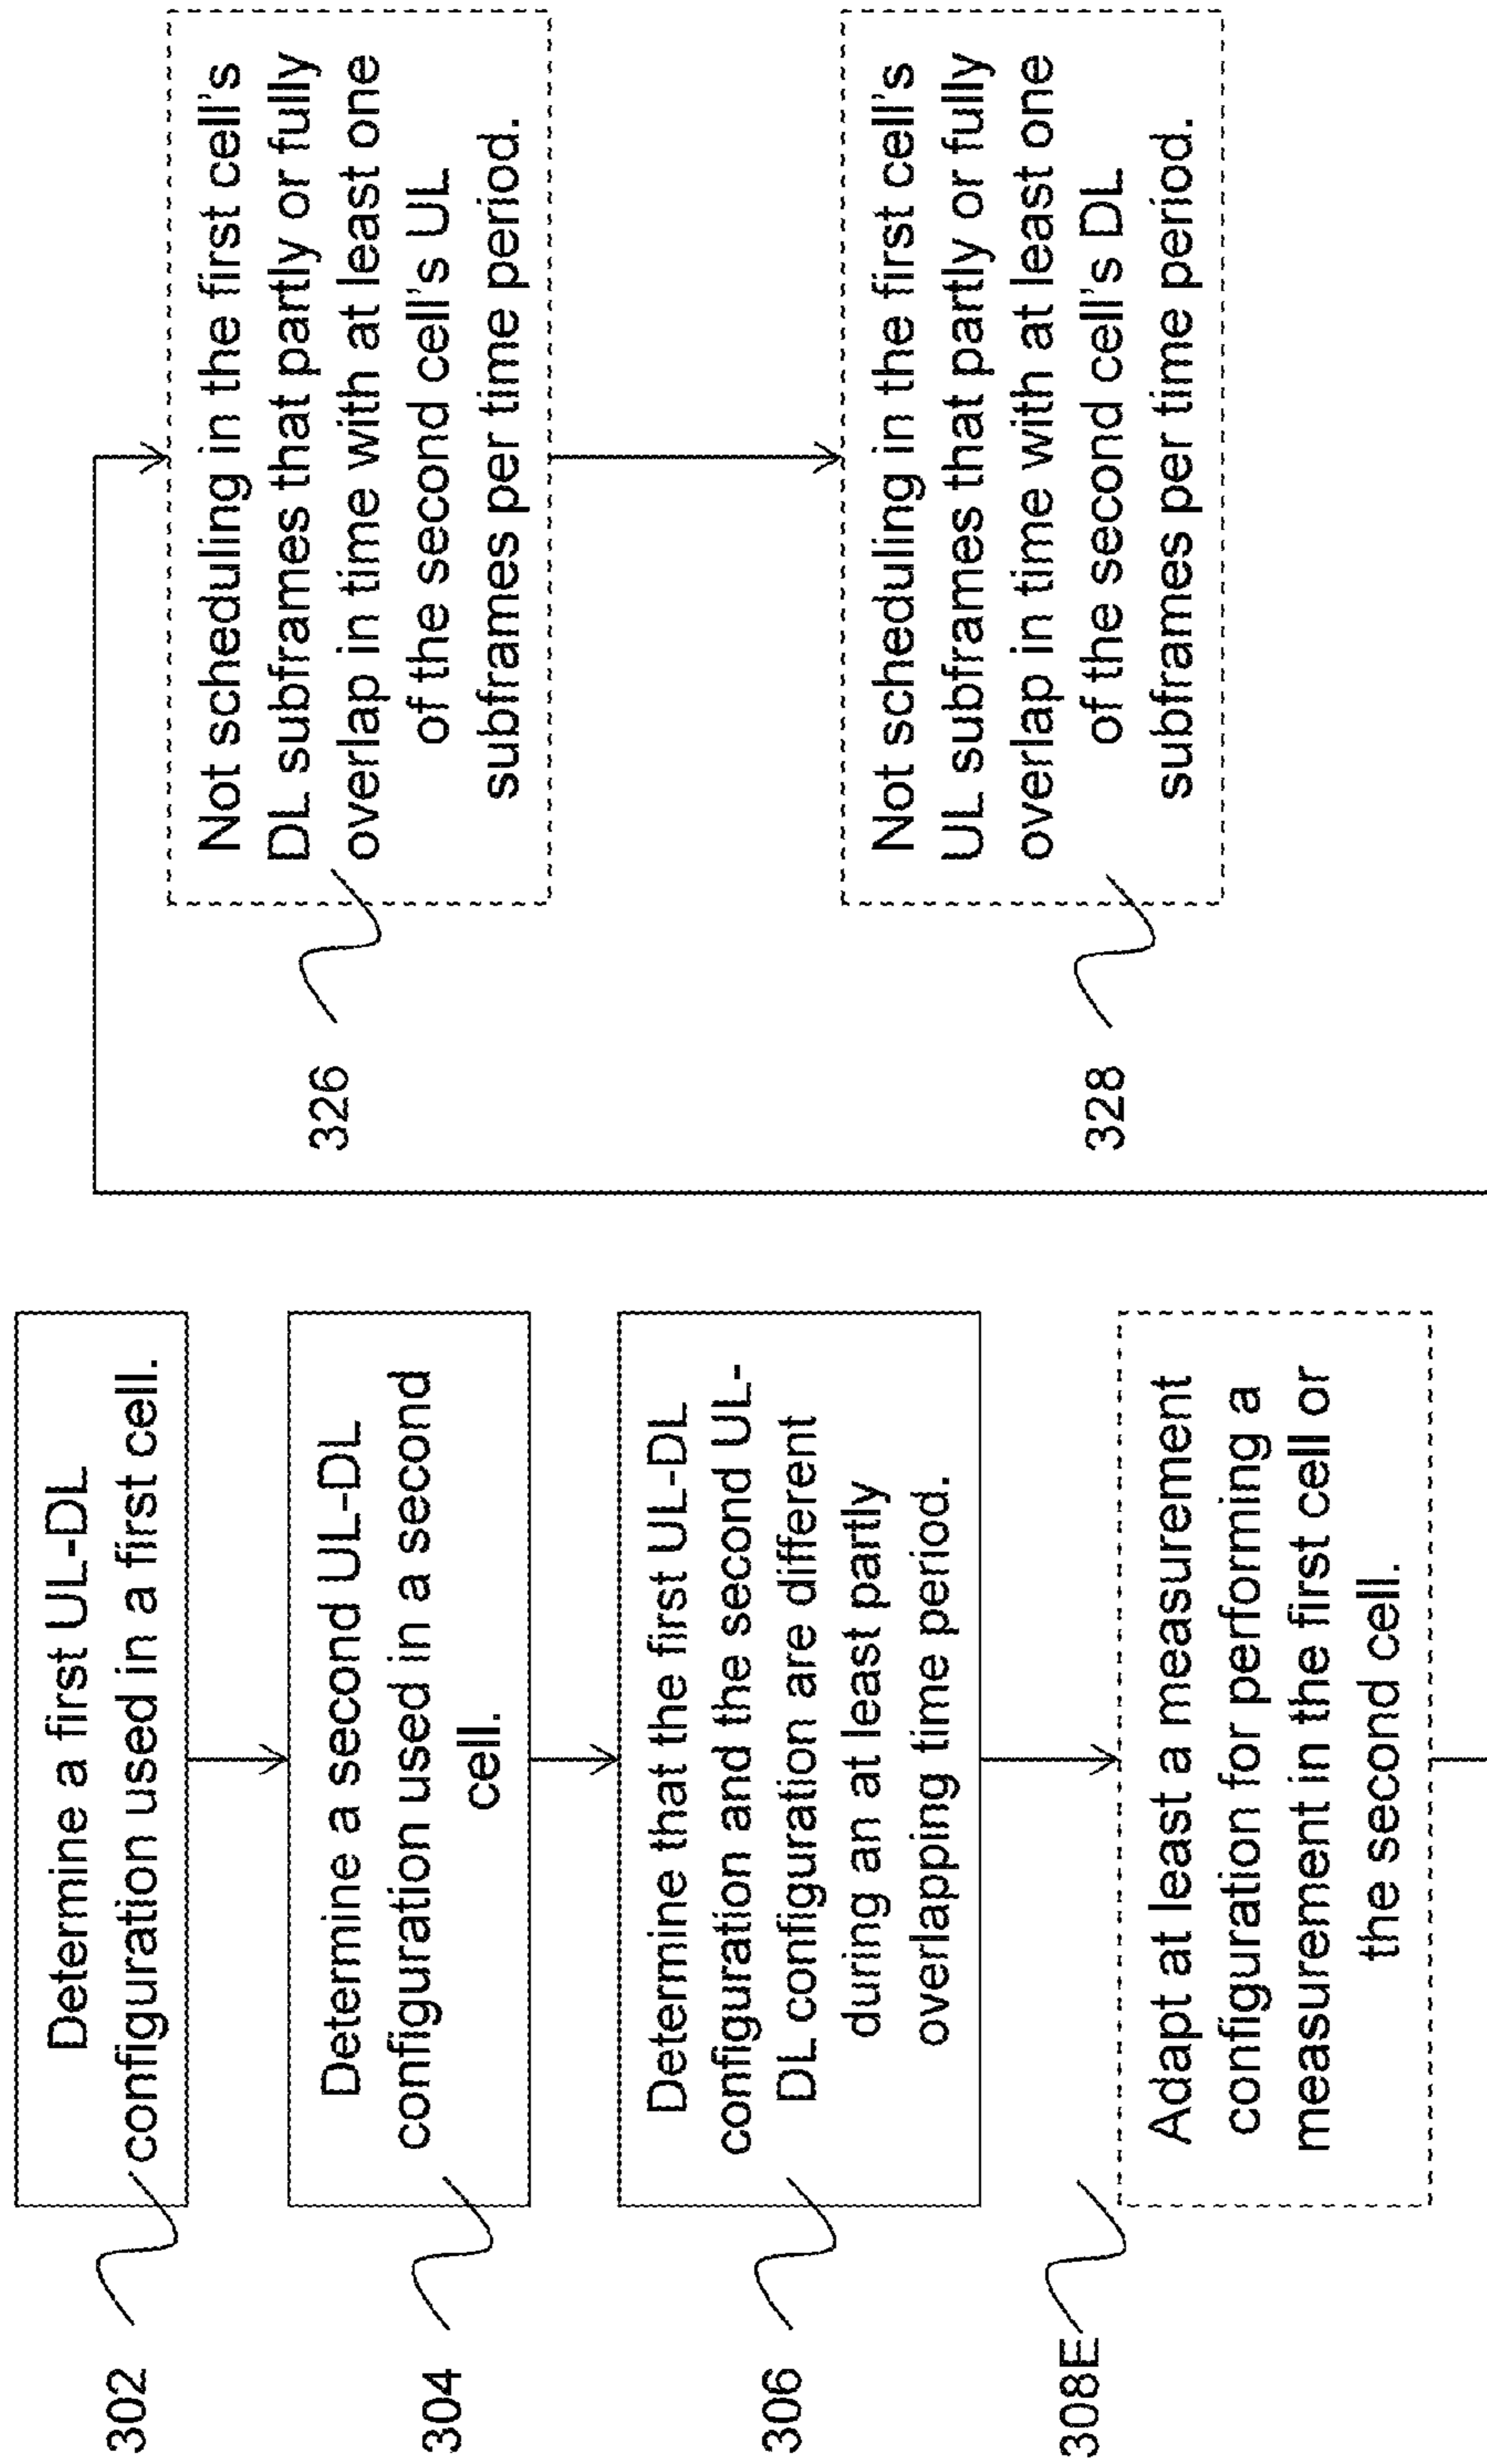 302
Determine a first UL-DL
configuration used in a first cell.
304
Determine a second UL-DL
configuration used in a second
cell.
306
Determine that the first UL-DL
configuration and the second UL-
DL configuration are different
during an at least partly
overlapping time period.
308E
Adapt at least a measurement
configuration for performing a
measurement in the first cell or
the second cell.
326
Not scheduling in the first cell's
DL subframes that partly or fully
overlap in time with at least one
of the second cell's UL
subframes per time period.
328
Not scheduling in the first cell's
UL subframes that partly or fully
overlap in time with at least one
of the second cell's DL
subframes per time period.